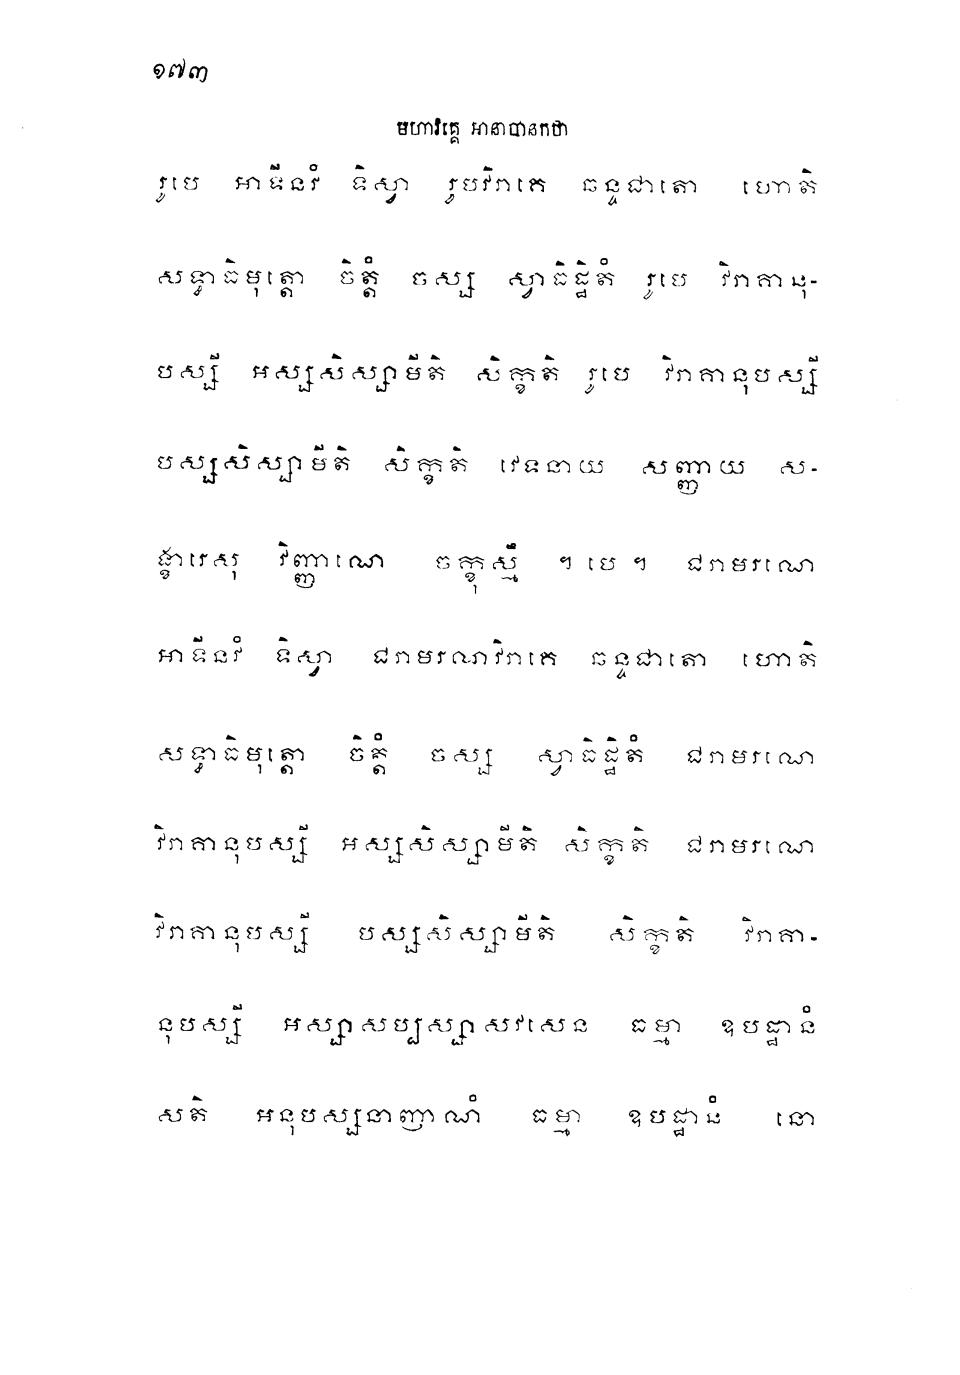 ១៧៣
មហាវគ្គេ អានាបានកថា
រូបេ អាទីនវំ ទិស្វា រូបវិរាគេ ឆន្ទជាតោ ហោតិ
សទ្ធាធិមុត្តោ ចិត្តំ ចស្ស ស្វាធិដ្ឋិតំ រូបេ វិរាគានុ-
បស្សី អស្សសិស្សាមីតិ សិក្ខតិ រូបេ វិរាគានុបស្សី
បស្សសិស្សាមីតិ សិក្ខតិ វេទនាយ សញ្ញាយ ស-
ង្ខារេសុ វិញ្ញាណេ ចក្ខុស្មឹ ។ បេ ។ ជរាមរណេ
អាទីនវំ ទិស្វា ជរាមរណវិរាគេ ឆន្ទជាតោ ហោតិ
សទ្ធាធិមុត្តោ ចិត្តំ ចស្ស ស្វាធិដ្ឋិតំ ជរាមរណេ
វិរាគានុបស្សី អស្សសិស្សាមីតិ សិក្ខតិ ជរាមរណេ
វិរាគានុបស្សី បស្សសិស្សាមីតិ សិក្ខតិ វិរាគា-
នុបស្សី អស្សាសប្បស្សាសវសេន ធម្មា ឧបដ្ឋានំ
សតិ អនុបស្សនាញាណំ ធម្មា ឧបដ្ឋានំ នោ